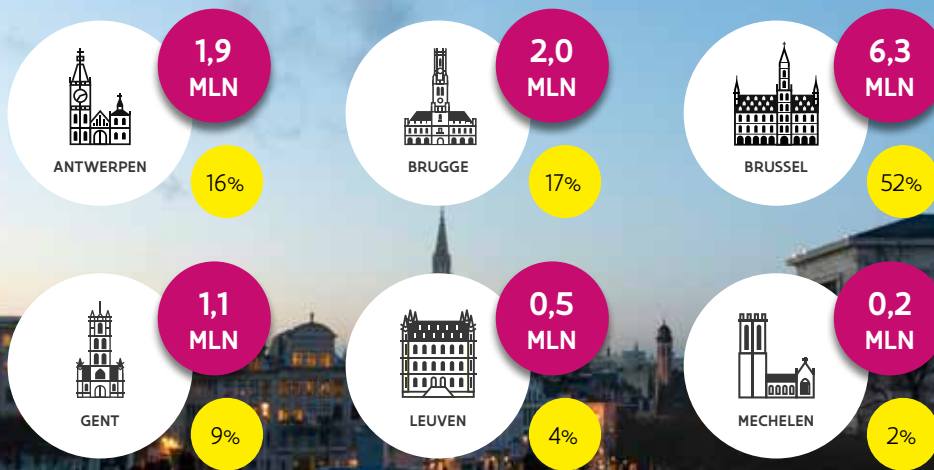 1,9
MLN
ANTWERPEN
16%
2,0
MLN
BRUGGE
17%
6,3
MLN
BRUSSEL
52%
1,1
MLN
GENT
9%
0,5
MLN
LEUVEN
4%
0,2
MLN
MECHELEN
2%